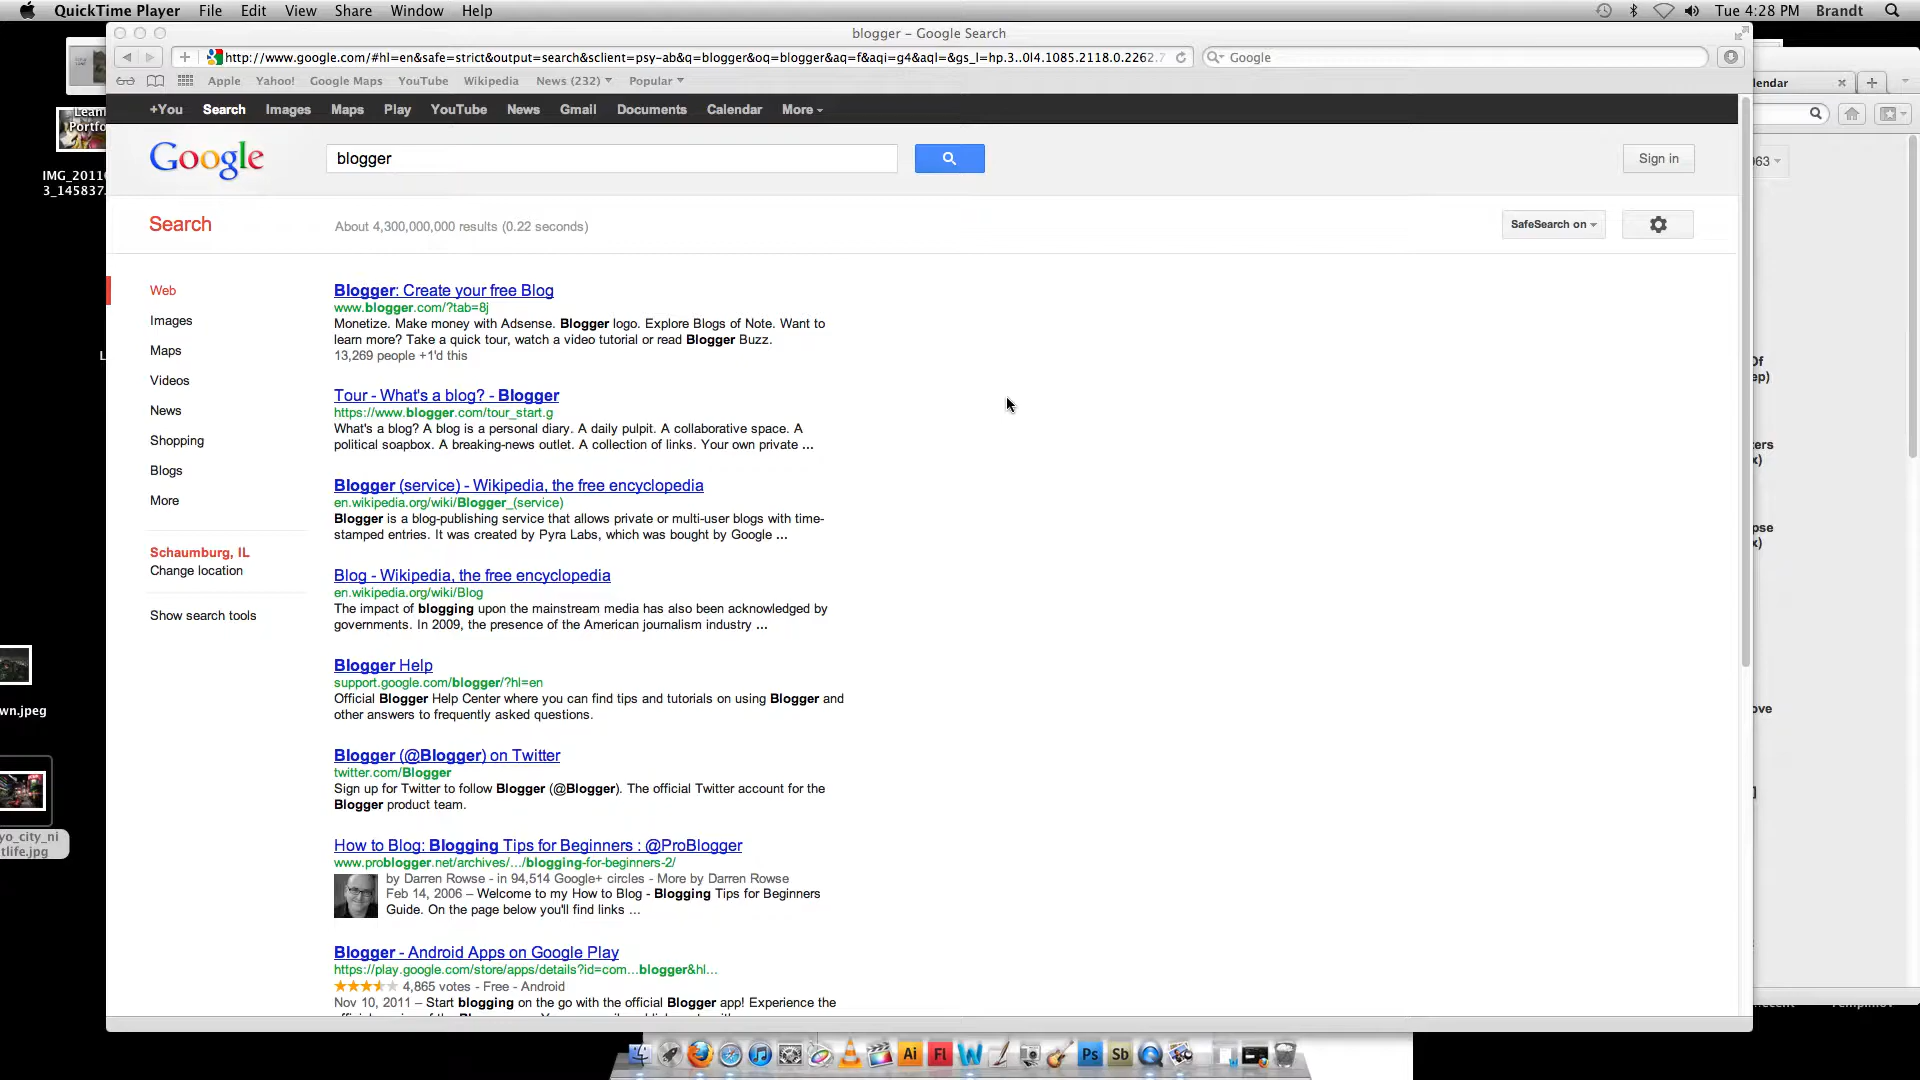 QuickTime Player File Edit View Share Window Help
Tue 4:28 PM Brandt
blogger – Google Search
http://www.google.com/#hl=en&safe=strict&output=search&sclient=psy-ab&q=blogger&oq=blogger&aq=f&aqi=g4&aql=&gs_l=hp.3..0l4.1085.2118.0.2262.7
Google
Apple Yahoo! Google Maps YouTube Wikipedia News (232) Popular
lendar
+You Search Images Maps Play YouTube News Gmail Documents Calendar More
Google
blogger
Sign in
963
Search
About 4,300,000,000 results (0.22 seconds)
SafeSearch on
Web
Images
Maps
Videos
News
Shopping
Blogs
More
Schaumburg, IL
Change location
Show search tools
Blogger: Create your free Blog
www.blogger.com/?tab=8j
Monetize. Make money with Adsense. Blogger logo. Explore Blogs of Note. Want to
learn more? Take a quick tour, watch a video tutorial or read Blogger Buzz.
13,269 people +1'd this
Tour - What's a blog? - Blogger
https://www.blogger.com/tour_start.g
What's a blog? A blog is a personal diary. A daily pulpit. A collaborative space. A
political soapbox. A breaking-news outlet. A collection of links. Your own private ...
Blogger (service) - Wikipedia, the free encyclopedia
en.wikipedia.org/wiki/Blogger_(service)
Blogger is a blog-publishing service that allows private or multi-user blogs with time-
stamped entries. It was created by Pyra Labs, which was bought by Google ...
Blog - Wikipedia, the free encyclopedia
en.wikipedia.org/wiki/Blog
The impact of blogging upon the mainstream media has also been acknowledged by
governments. In 2009, the presence of the American journalism industry ...
Blogger Help
support.google.com/blogger/?hl=en
Official Blogger Help Center where you can find tips and tutorials on using Blogger and
other answers to frequently asked questions.
Blogger (@Blogger) on Twitter
twitter.com/Blogger
Sign up for Twitter to follow Blogger (@Blogger). The official Twitter account for the
Blogger product team.
How to Blog: Blogging Tips for Beginners : @ProBlogger
www.problogger.net/archives/.../blogging-for-beginners-2/
by Darren Rowse - in 94,514 Google+ circles - More by Darren Rowse
Feb 14, 2006 – Welcome to my How to Blog - Blogging Tips for Beginners
Guide. On the page below you'll find links ...
Blogger - Android Apps on Google Play
https://play.google.com/store/apps/details?id=com...blogger&hl...
4,865 votes - Free - Android
Nov 10, 2011 – Start blogging on the go with the official Blogger app! Experience the
Learn
Portfo
IMG_2011
3_145837.
wn.jpeg
yo_city_ni
tlife.jpg
Of
ep)
ers
x)
pse
x)
ove
Ai Fl W Ps Sb